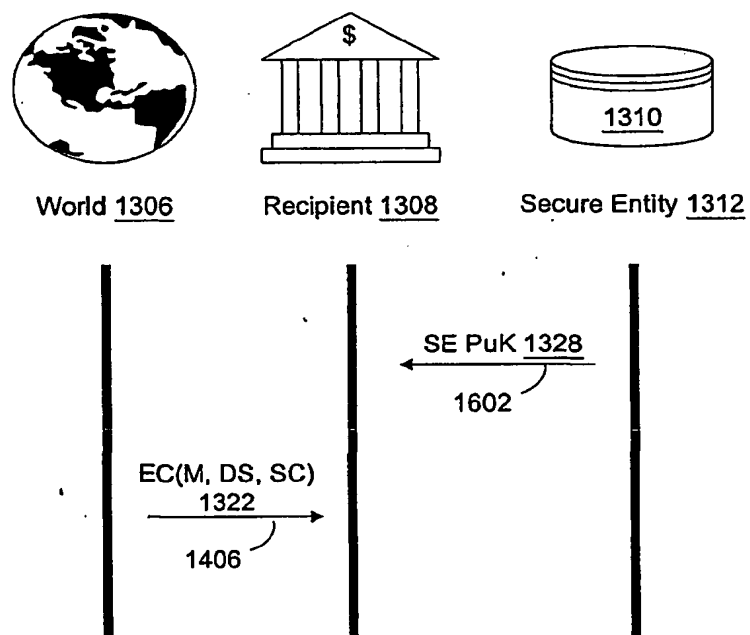 $
1310
World 1306
Recipient 1308
Secure Entity 1312
SE PuK 1328
1602
EC(M, DS, SC)
1322
1406